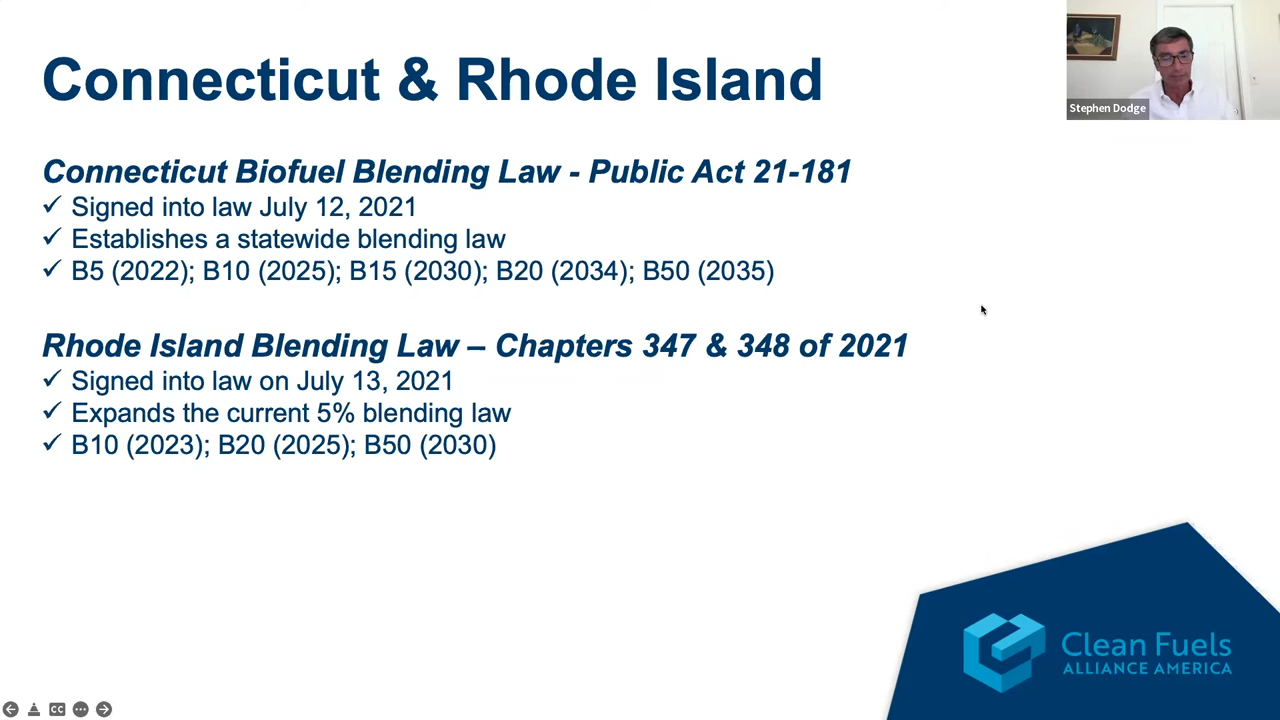 Connecticut & Rhode Island
Stephen Dodge
Connecticut Biofuel Blending Law - Public Act 21-181
✓ Signed into law July 12, 2021
✓ Establishes a statewide blending law
✓ B5 (2022); B10 (2025); B15 (2030); B20 (2034); B50 (2035)
Rhode Island Blending Law – Chapters 347 & 348 of 2021
✓ Signed into law on July 13, 2021
✓ Expands the current 5% blending law
✓ B10 (2023); B20 (2025); B50 (2030)
Clean Fuels
ALLIANCE AMERICA
CC